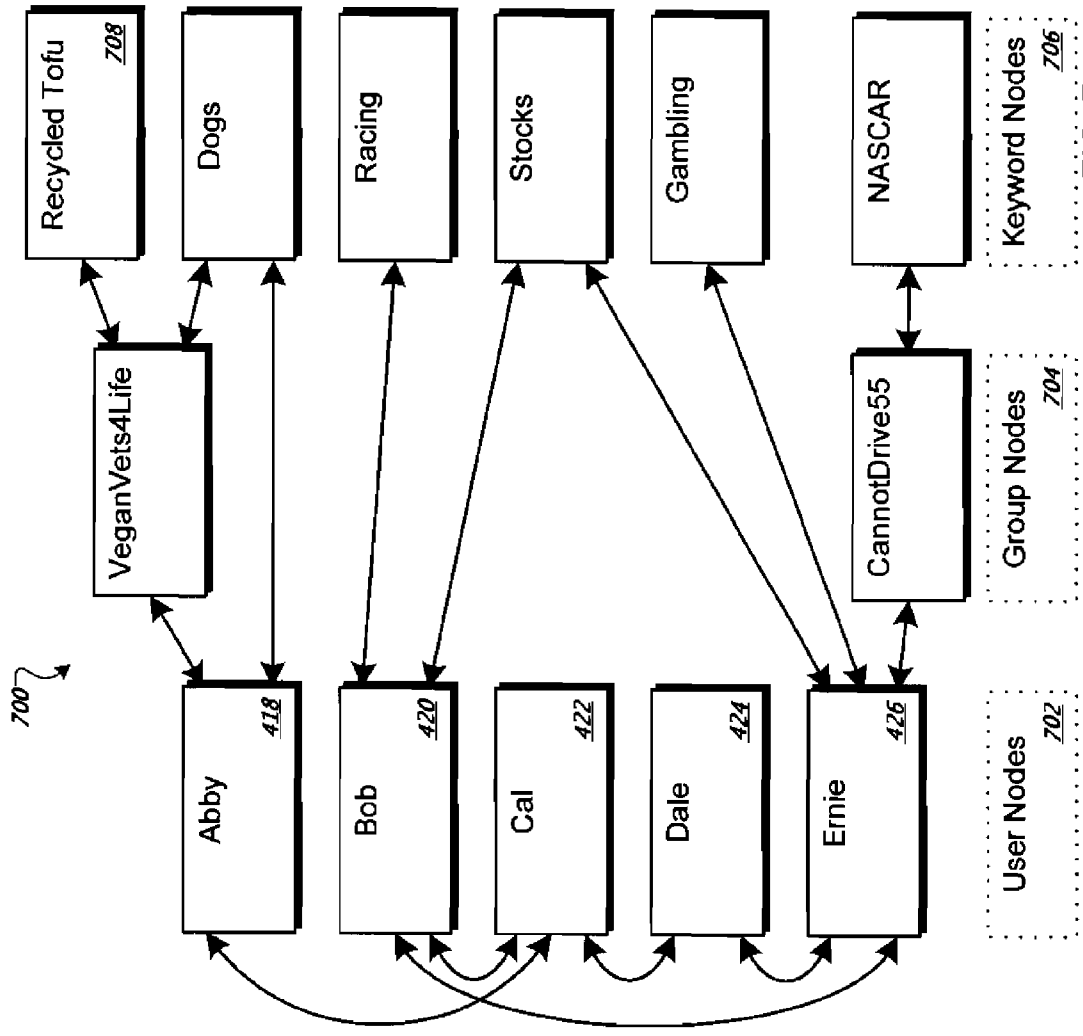 700
Abby
418
Bob
420
Cal
422
Dale
424
Ernie
426
User Nodes
702
VeganVets4Life
CannotDrive55
Group Nodes
704
Recycled Tofu
708
Dogs
Racing
Stocks
Gambling
NASCAR
Keyword Nodes
706